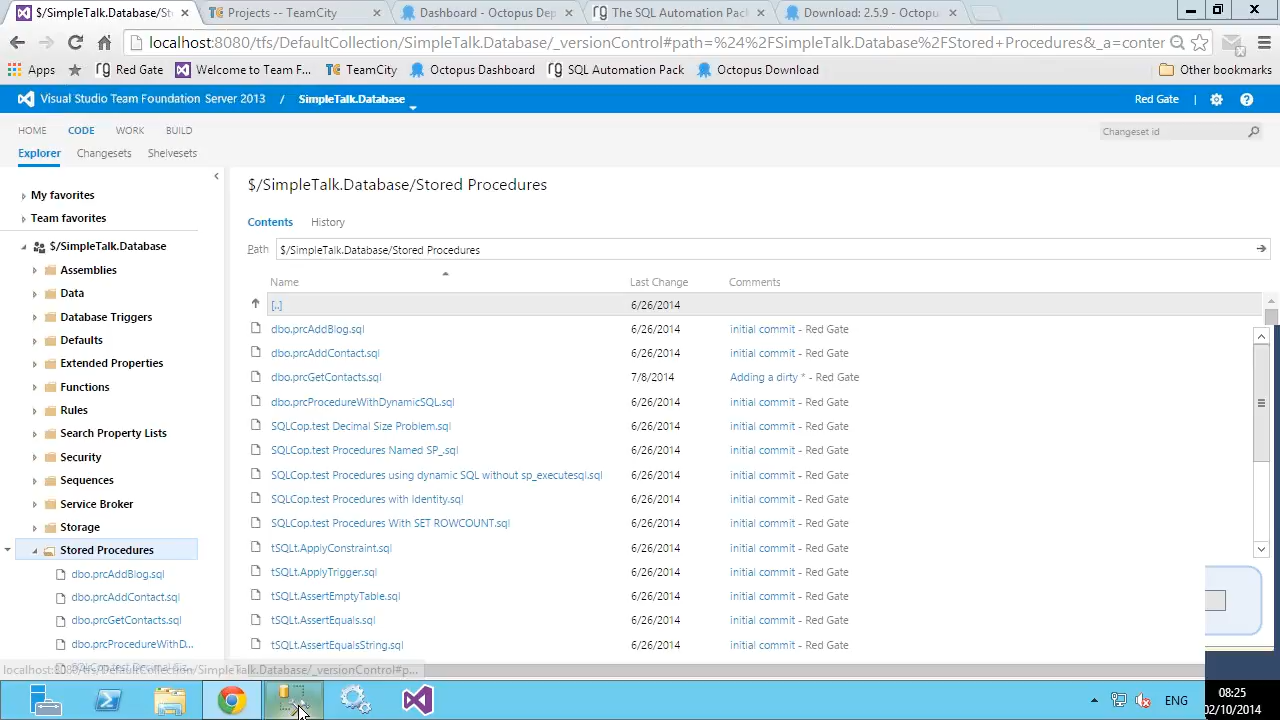 $/SimpleTalk.Database/St
Projects -- TeamCity
Dashboard - Octopus Dep
The SQL Automation Pack
Download: 2.5.9 - Octopu
localhost:8080/tfs/DefaultCollection/SimpleTalk.Database/_versionControl#path=%24%2FSimpleTalk.Database%2FStored+Procedures&_a=conter
Apps
Red Gate
Welcome to Team F...
TeamCity
Octopus Dashboard
SQL Automation Pack
Octopus Download
Other bookmarks
Visual Studio Team Foundation Server 2013 / SimpleTalk.Database
Red Gate
HOME CODE WORK BUILD
Changeset id
Explorer Changesets Shelvesets
My favorites
Team favorites
$/SimpleTalk.Database
Assemblies
Data
Database Triggers
Defaults
Extended Properties
Functions
Rules
Search Property Lists
Security
Sequences
Service Broker
Storage
Stored Procedures
dbo.prcAddBlog.sql
dbo.prcAddContact.sql
dbo.prcGetContacts.sql
dbo.prcProcedureWithD...
$/SimpleTalk.Database/Stored Procedures
Contents History
Path $/SimpleTalk.Database/Stored Procedures
Name Last Change Comments
[..] 6/26/2014
dbo.prcAddBlog.sql 6/26/2014 initial commit - Red Gate
dbo.prcAddContact.sql 6/26/2014 initial commit - Red Gate
dbo.prcGetContacts.sql 7/8/2014 Adding a dirty * - Red Gate
dbo.prcProcedureWithDynamicSQL.sql 6/26/2014 initial commit - Red Gate
SQLCop.test Decimal Size Problem.sql 6/26/2014 initial commit - Red Gate
SQLCop.test Procedures Named SP_.sql 6/26/2014 initial commit - Red Gate
SQLCop.test Procedures using dynamic SQL without sp_executesql.sql 6/26/2014 initial commit - Red Gate
SQLCop.test Procedures with Identity.sql 6/26/2014 initial commit - Red Gate
SQLCop.test Procedures With SET ROWCOUNT.sql 6/26/2014 initial commit - Red Gate
tSQLt.ApplyConstraint.sql 6/26/2014 initial commit - Red Gate
tSQLt.ApplyTrigger.sql 6/26/2014 initial commit - Red Gate
tSQLt.AssertEmptyTable.sql 6/26/2014 initial commit - Red Gate
tSQLt.AssertEquals.sql 6/26/2014 initial commit - Red Gate
tSQLt.AssertEqualsString.sql 6/26/2014 initial commit - Red Gate
localhost:8080/tfs/DefaultCollection/SimpleTalk.Database/_versionControl#p...
ENG
08:25
02/10/2014